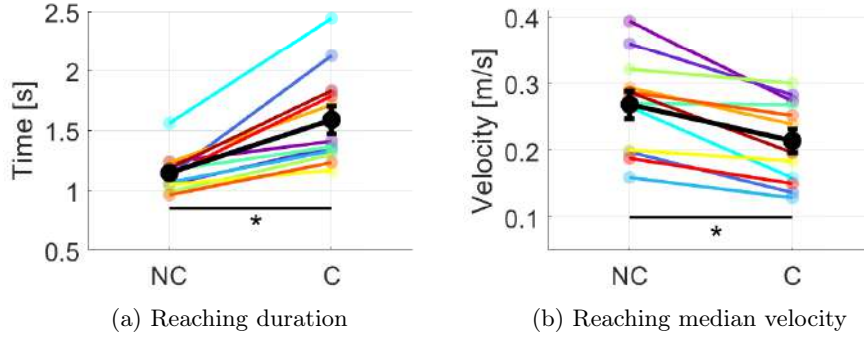 Time [s]
2.5
2
1.5
1
0.5
*
NC
C
(a) Reaching duration
Velocity [m/s]
0.4
0.3
0.2
0.1
*
NC
C
(b) Reaching median velocity